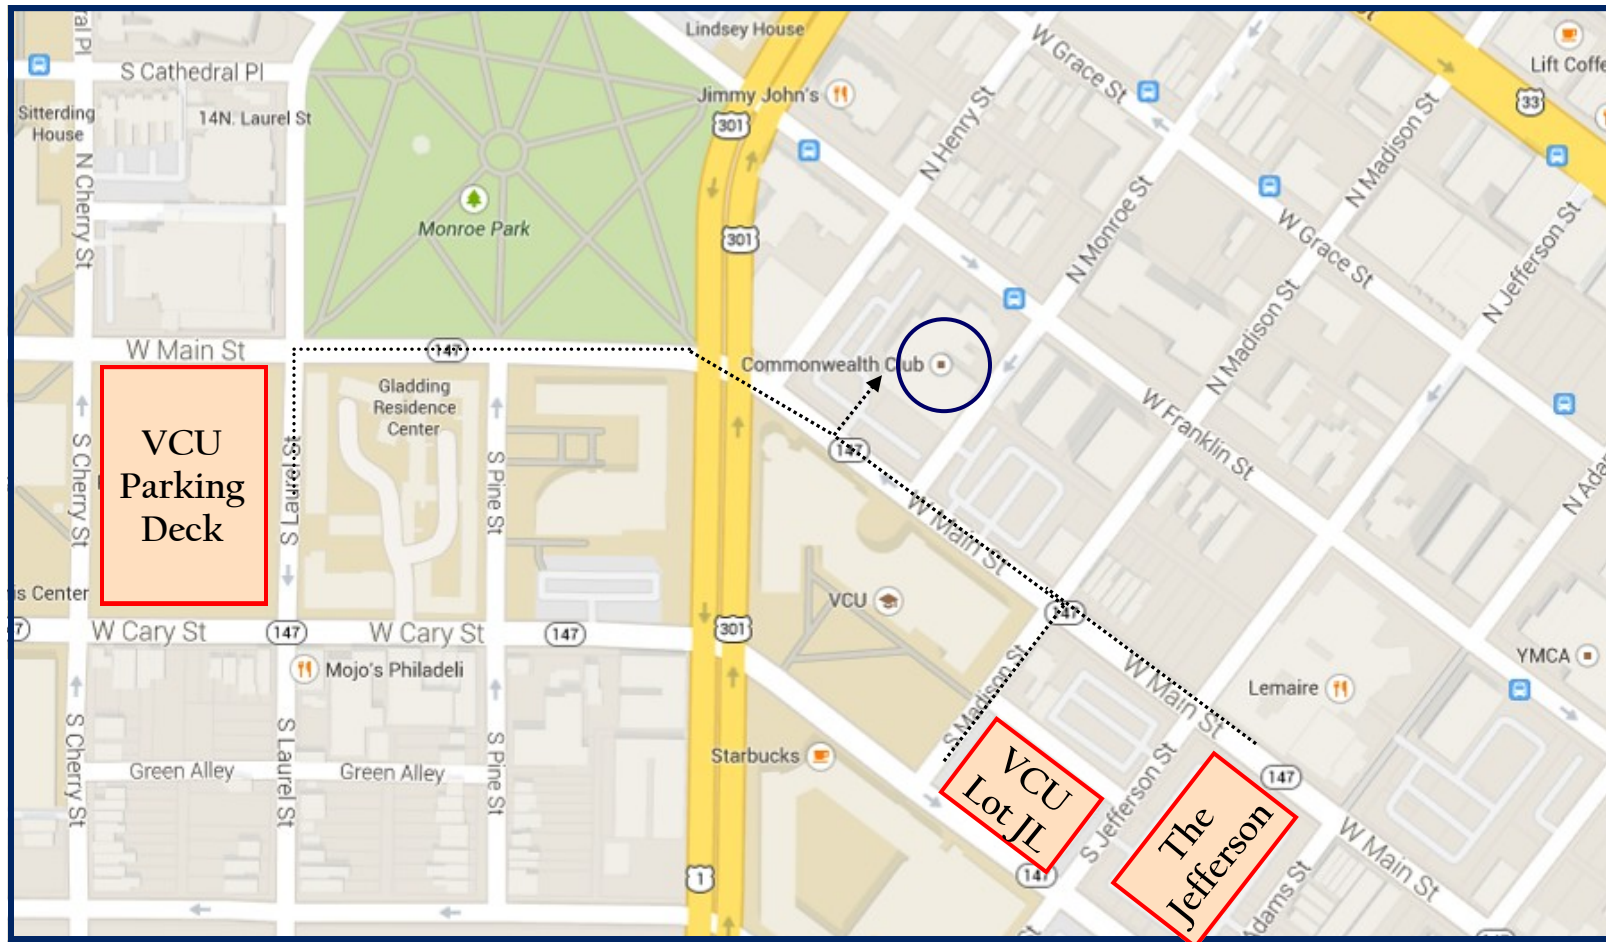 ral Pl
Lindsey House
S Cathedral Pl
W Grace St
Lift Coffe
Jimmy John's
33
Sitterding
House
14N. Laurel St
301
N Henry St
N Madison St
N Cherry St
Monroe Park
301
N Monroe St
W Grace St
N Jefferson St
W Main St
147
Commonwealth Club
N Madison St
Gladding
Residence
Center
W Franklin St
VCU
Parking
Deck
S Cherry St
S Laurel St
S Pine St
147
W Main St
N Ada
is Center
VCU
147
7
W Cary St
147
W Cary St
147
301
Mojo's Philadeli
S Madison St
W Main St
YMCA
Lemaire
S Cherry St
S Laurel St
S Pine St
Green Alley
Green Alley
Starbucks
VCU
Lot JL
S Jefferson St
147
The
Jefferson
W Main St
1
147
Adams St
St
147